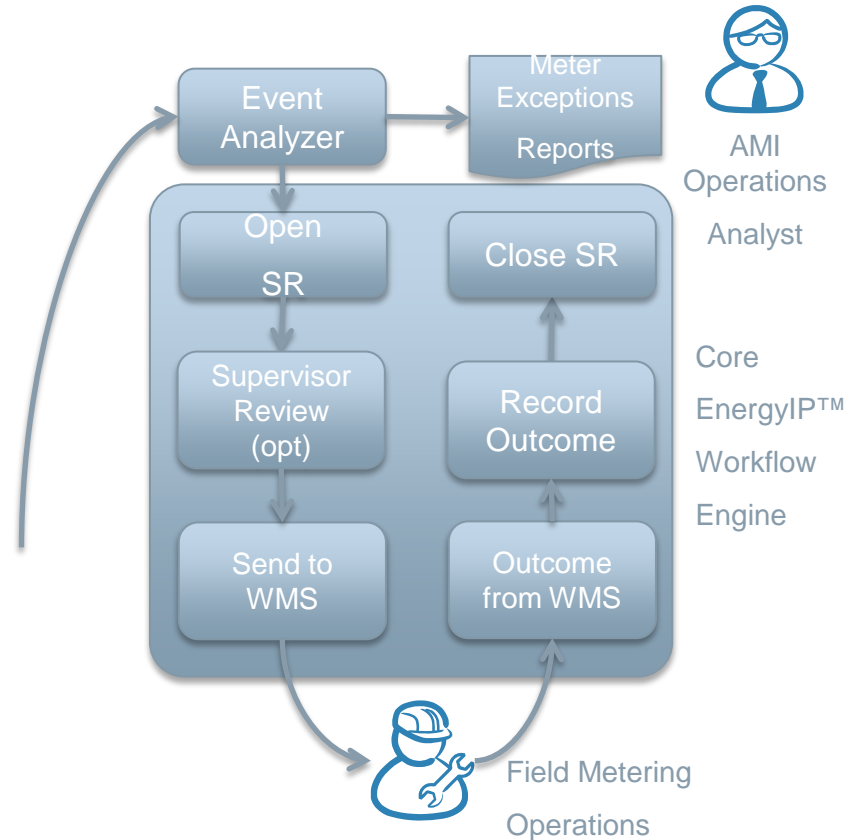 Event
Analyzer
Meter
Exceptions
Reports
AMI
Operations
Analyst
Open
SR
Close SR
Supervisor
Review
(opt)
Record
Outcome
Core
EnergyIP™
Workflow
Engine
Send to
WMS
Outcome
from WMS
Field Metering
Operations